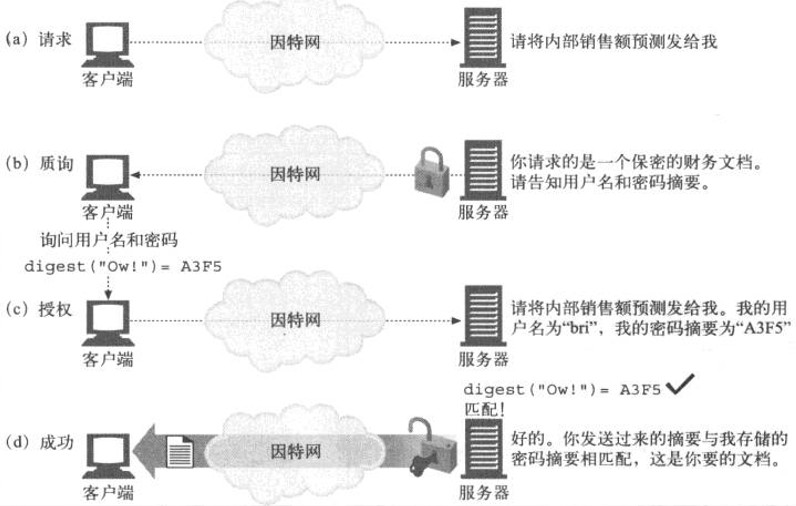 (a) 请求
因特网
请将内部销售额预测发给我
客户端
服务器
(b) 质询
因特网
你请求的是一个保密的财务文档。
请告知用户名和密码摘要。
客户端
服务器
询问用户名和密码
digest("Ow!")= A3F5
(c) 授权
因特网
请将内部销售额预测发给我。我的用
户名为“bri”，我的密码摘要为“A3F5”
客户端
服务器
digest("Ow!")= A3F5
匹配！
(d) 成功
因特网
好的。你发送过来的摘要与我存储的
密码摘要相匹配，这是你要的文档。
客户端
服务器